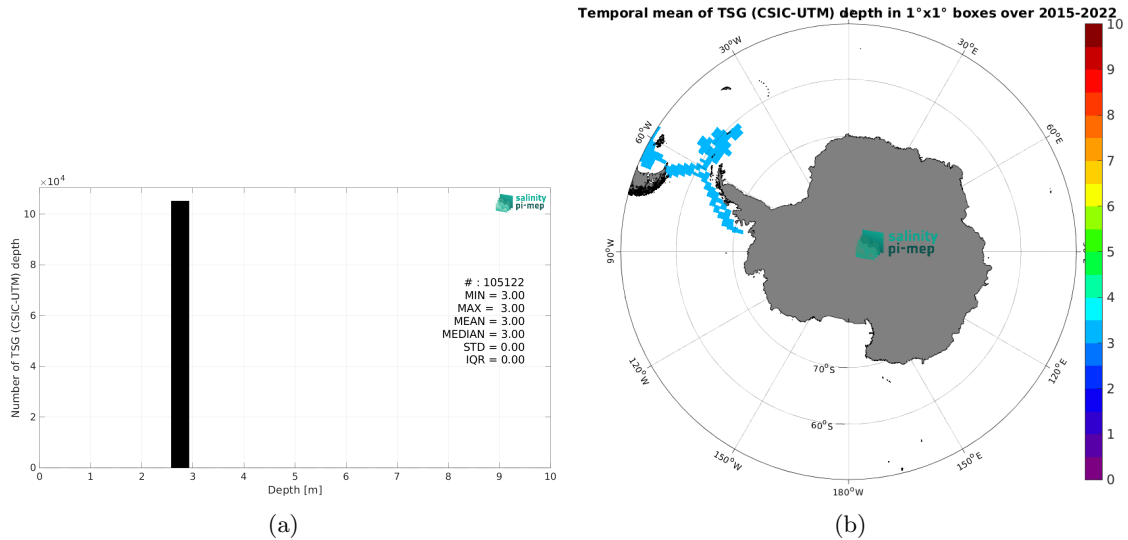 Temporal mean of TSG (CSIC-UTM) depth in 1°x1° boxes over 2015-2022
×10⁴
10
8
6
4
2
0
Number of TSG (CSIC-UTM) depth
0 1 2 3 4 5 6 7 8 9 10
Depth [m]
salinity
pi-mep
# : 105122
MIN = 3.00
MAX = 3.00
MEAN = 3.00
MEDIAN = 3.00
STD = 0.00
IQR = 0.00
(a)
30°W
30°E
60°W
60°E
90°W
salinity
pi-mep
120°W
120°E
70°S
60°S
150°W
150°E
180°W
10
9
8
7
6
5
4
3
2
1
0
(b)